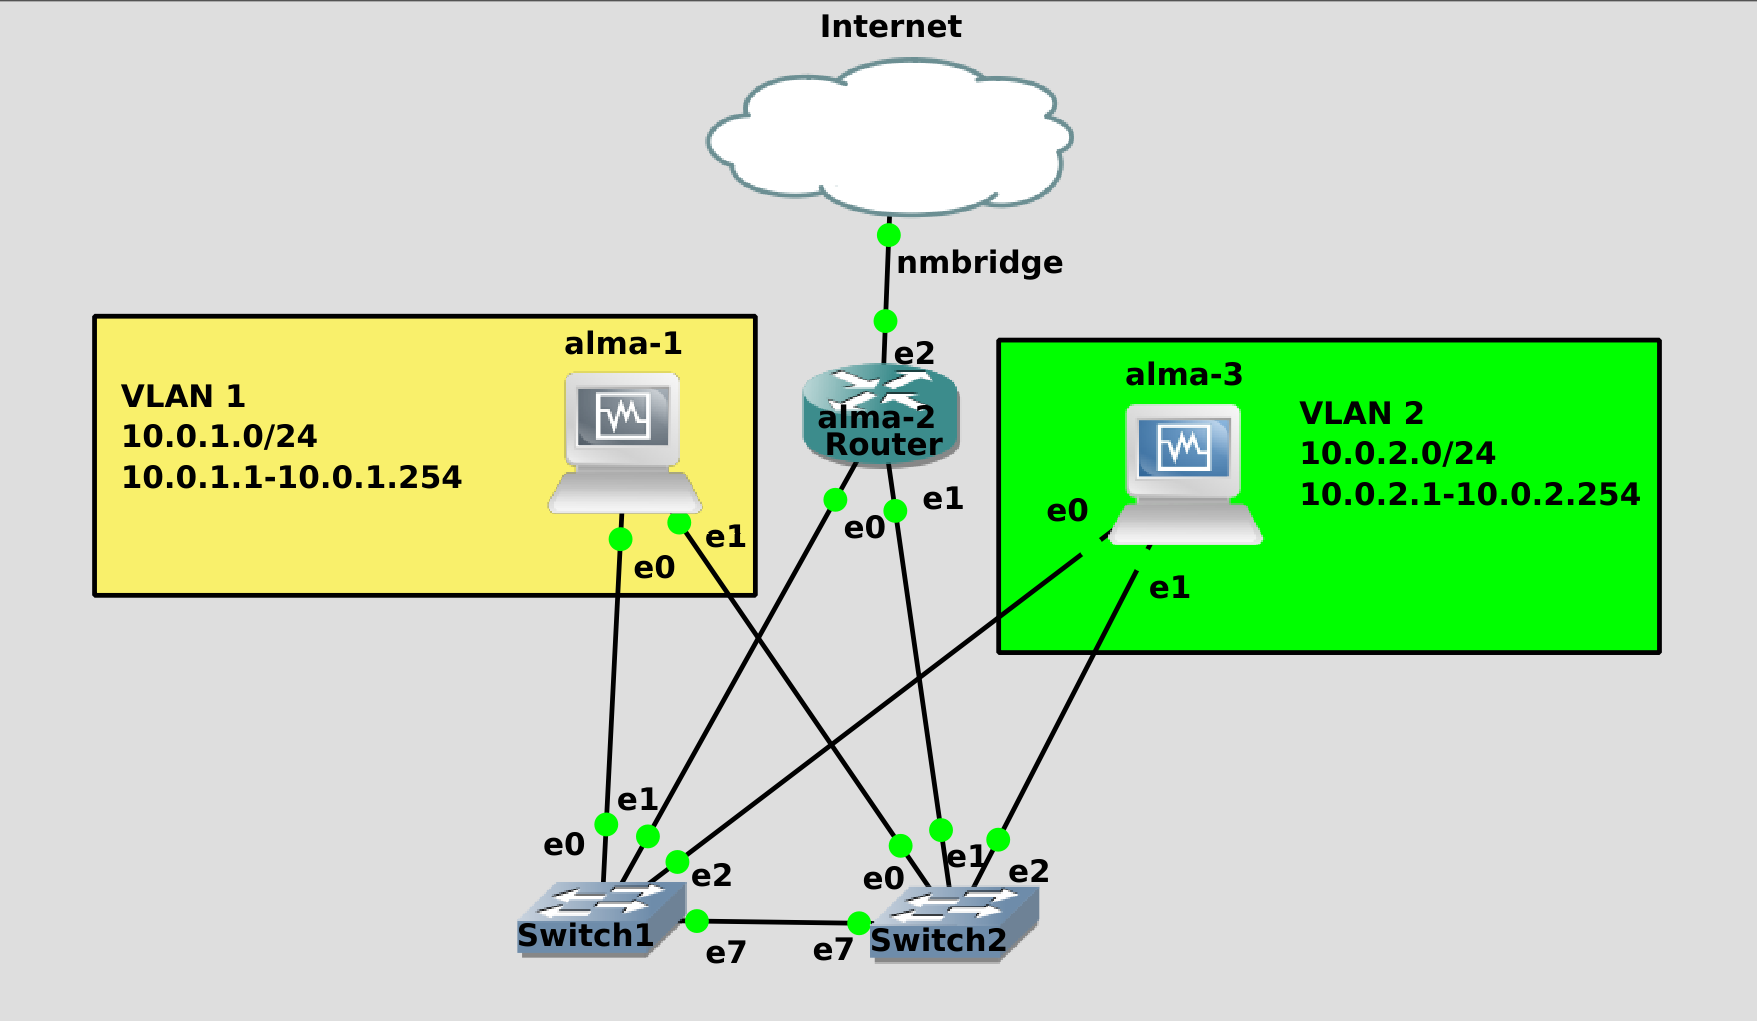 Internet
nmbridge
e2
alma-1
VLAN 1
10.0.1.0/24
10.0.1.1-10.0.1.254
e0
e1
alma-2
Router
e0
e1
alma-3
VLAN 2
10.0.2.0/24
10.0.2.1-10.0.2.254
e0
e1
e0
e1
e2
Switch1
e7
e7
e0
e1
e2
Switch2